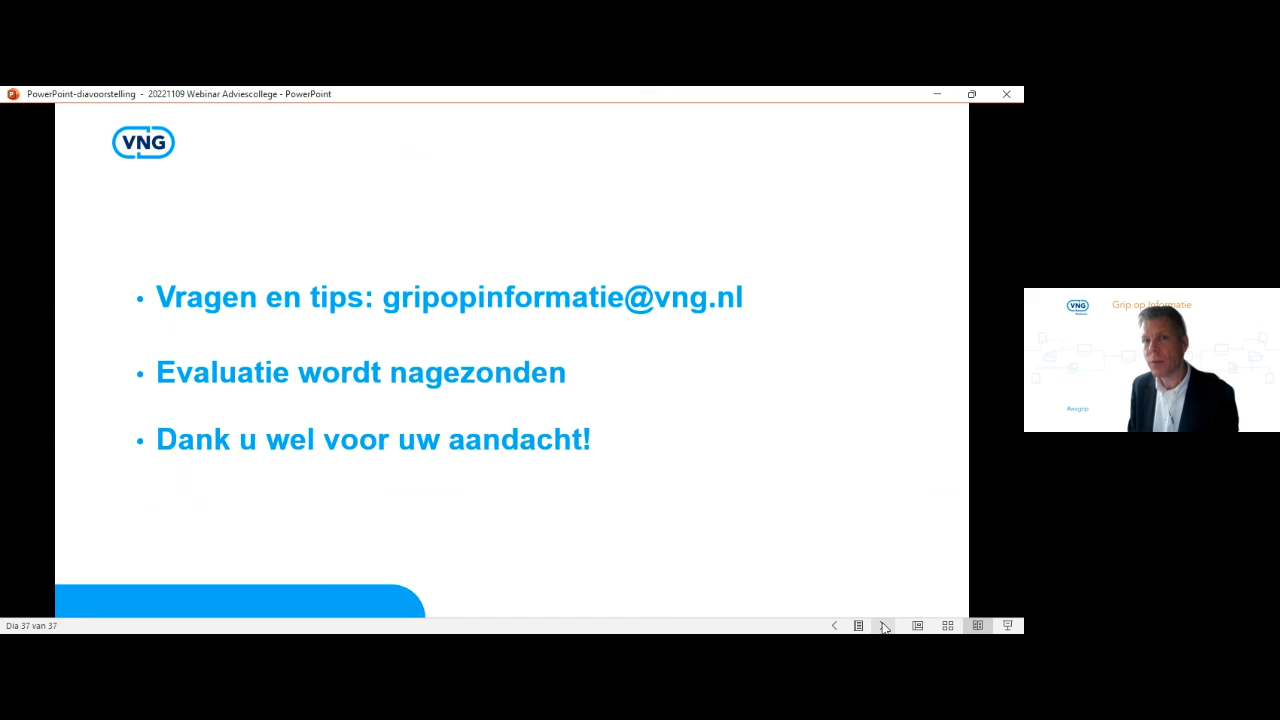 PowerPoint-diavoorstelling - 20221109 Webinar Adviescollege - PowerPoint
VNG
• Vragen en tips: gripopinformatie@vng.nl
• Evaluatie wordt nagezonden
• Dank u wel voor uw aandacht!
Dia 37 van 37
VNG
Grip op Informatie
#wvgrip